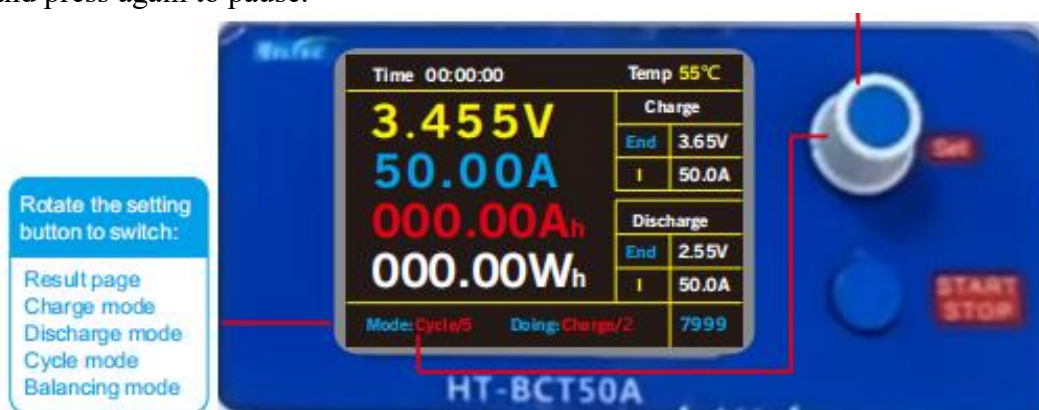 and press again to pause.
Time 00:00:00 Temp 55℃
3.455V
50.00A
000.00Ah
000.00Wh
Charge
End 3.65V
I 50.0A
Discharge
End 2.55V
I 50.0A
Mode:Cycle/5 Doing:Charge/2 7999
Set
START
STOP
HT-BCT50A
Rotate the setting
button to switch:
Result page
Charge mode
Discharge mode
Cycle mode
Balancing mode